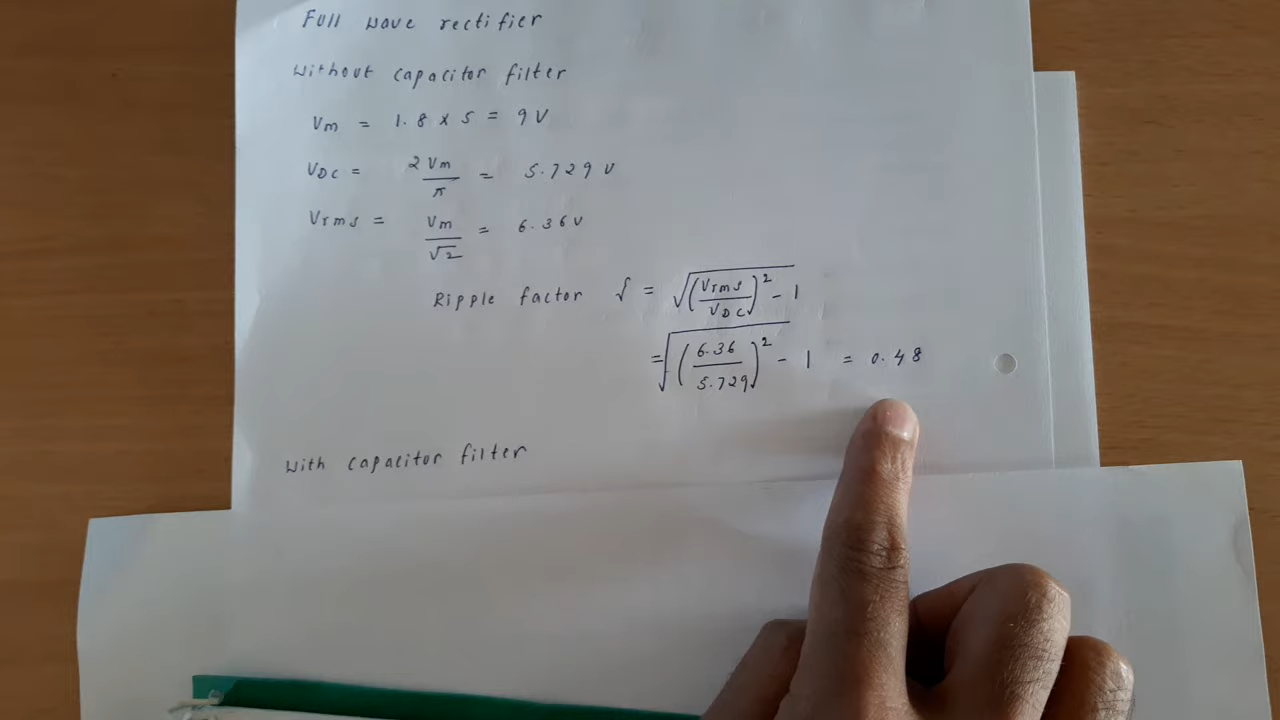 Full wave rectifier
Without capacitor filter
Vm = 1.8 × 5 = 9V
VDC = 2Vm/π = 5.729 V
Vrms = Vm/√2 = 6.36V
Ripple factor √ = √((Vrms/VDC)² - 1
= √(6.36/5.729)² - 1 = 0.48
With capacitor filter